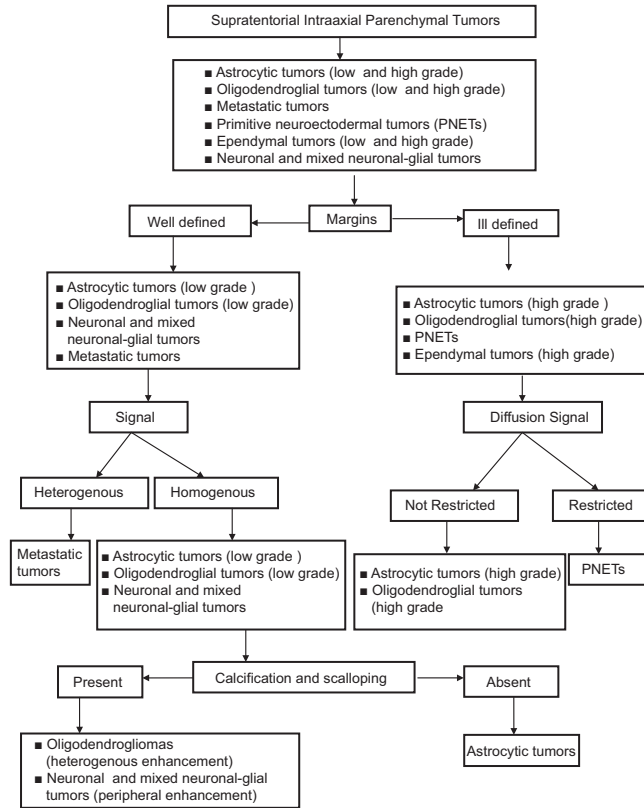 Supratentorial Intraaxial Parenchymal Tumors
■ Astrocytic tumors (low and high grade)
■ Oligodendroglial tumors (low and high grade)
■ Metastatic tumors
■ Primitive neuroectodermal tumors (PNETs)
■ Ependymal tumors (low and high grade)
■ Neuronal and mixed neuronal-glial tumors
Well defined
Margins
Ill defined
■ Astrocytic tumors (low grade )
■ Oligodendroglial tumors (low grade)
■ Neuronal and mixed
neuronal-glial tumors
■ Metastatic tumors
■ Astrocytic tumors (high grade )
■ Oligodendroglial tumors(high grade)
■ PNETs
■ Ependymal tumors (high grade)
Signal
Diffusion Signal
Heterogenous
Homogenous
Not Restricted
Restricted
Metastatic
tumors
■ Astrocytic tumors (low grade )
■ Oligodendroglial tumors (low grade)
■ Neuronal and mixed
neuronal-glial tumors
■ Astrocytic tumors (high grade)
■ Oligodendroglial tumors
(high grade
PNETs
Present
Calcification and scalloping
Absent
■ Oligodendrogliomas
(heterogenous enhancement)
■ Neuronal and mixed neuronal-glial
tumors (peripheral enhancement)
Astrocytic tumors